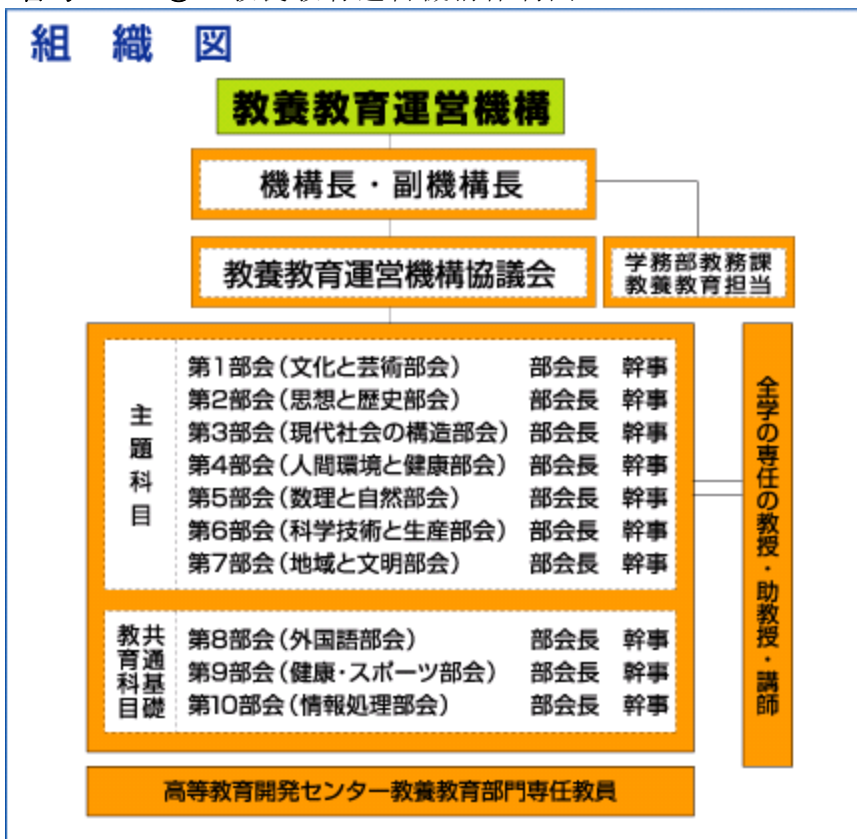 組織図
教養教育運営機構
機構長・副機構長
教養教育運営機構協議会
学務部教務課
教養教育担当
主題科目
第1部会(文化と芸術部会) 部会長 幹事
第2部会(思想と歴史部会) 部会長 幹事
第3部会(現代社会の構造部会) 部会長 幹事
第4部会(人間環境と健康部会) 部会長 幹事
第5部会(数理と自然部会) 部会長 幹事
第6部会(科学技術と生産部会) 部会長 幹事
第7部会(地域と文明部会) 部会長 幹事
共通基礎
教育科目
第8部会(外国語部会) 部会長 幹事
第9部会(健康・スポーツ部会) 部会長 幹事
第10部会(情報処理部会) 部会長 幹事
全学の専任の教授・助教授・講師
高等教育開発センター教養教育部門専任教員